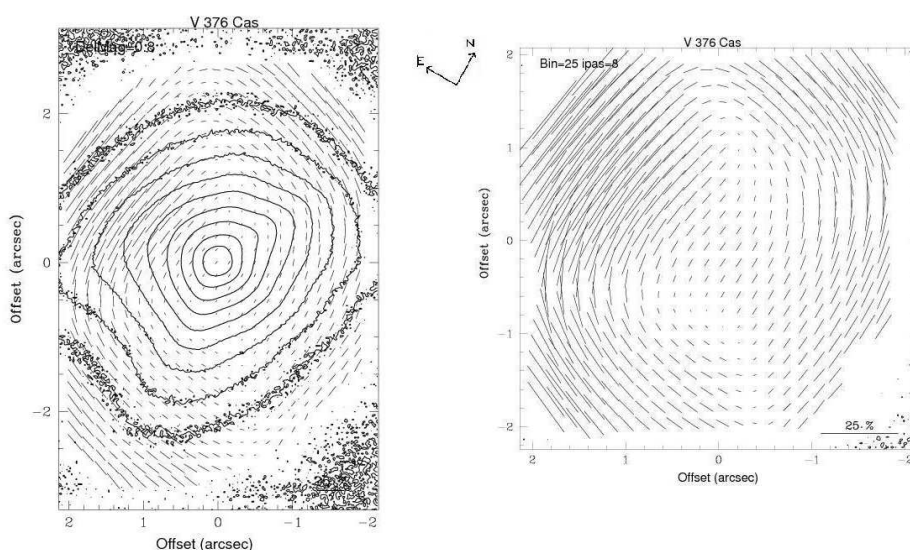 V 376 Cas
DelMag=0.8
Offset (arcsec)
2
0
-2
2 1 0 -1 -2
Offset (arcsec)
N
E
V 376 Cas
Bin=25 ipas=8
Offset (arcsec)
2
1
0
-1
-2
25.%
2 1 0 -1 -2
Offset (arcsec)